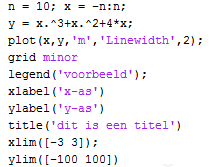 n = 10; x = -n:n;
y = x.^3+x.^2+4*x;
plot(x,y,'m','Linewidth',2);
grid minor
legend('voorbeeld');
xlabel('x-as')
ylabel('y-as')
title('dit is een titel')
xlim([-3 3]);
ylim([-100 100])